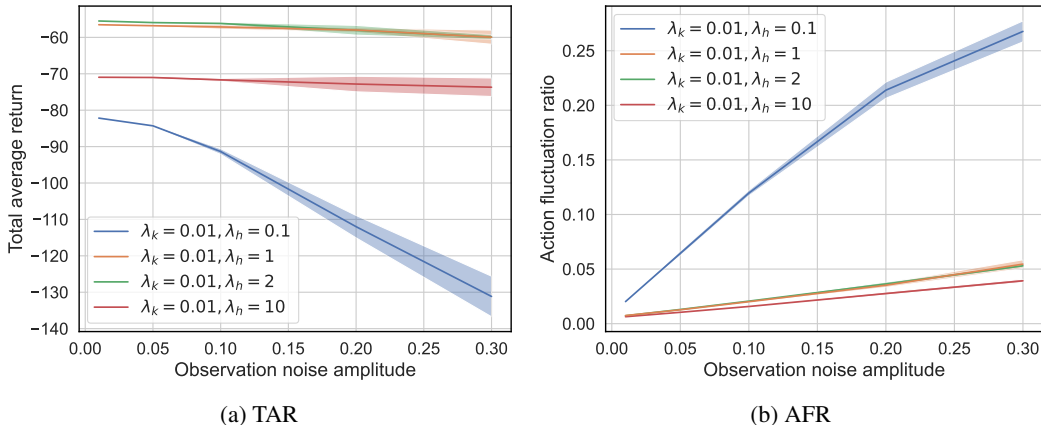 Total average return
−60
−70
−80
−90
−100
−110
−120
−130
−140
λk = 0.01, λh = 0.1
λk = 0.01, λh = 1
λk = 0.01, λh = 2
λk = 0.01, λh = 10
0.00 0.05 0.10 0.15 0.20 0.25 0.30
Observation noise amplitude
(a) TAR
Action fluctuation ratio
0.25
0.20
0.15
0.10
0.05
0.00
λk = 0.01, λh = 0.1
λk = 0.01, λh = 1
λk = 0.01, λh = 2
λk = 0.01, λh = 10
0.00 0.05 0.10 0.15 0.20 0.25 0.30
Observation noise amplitude
(b) AFR